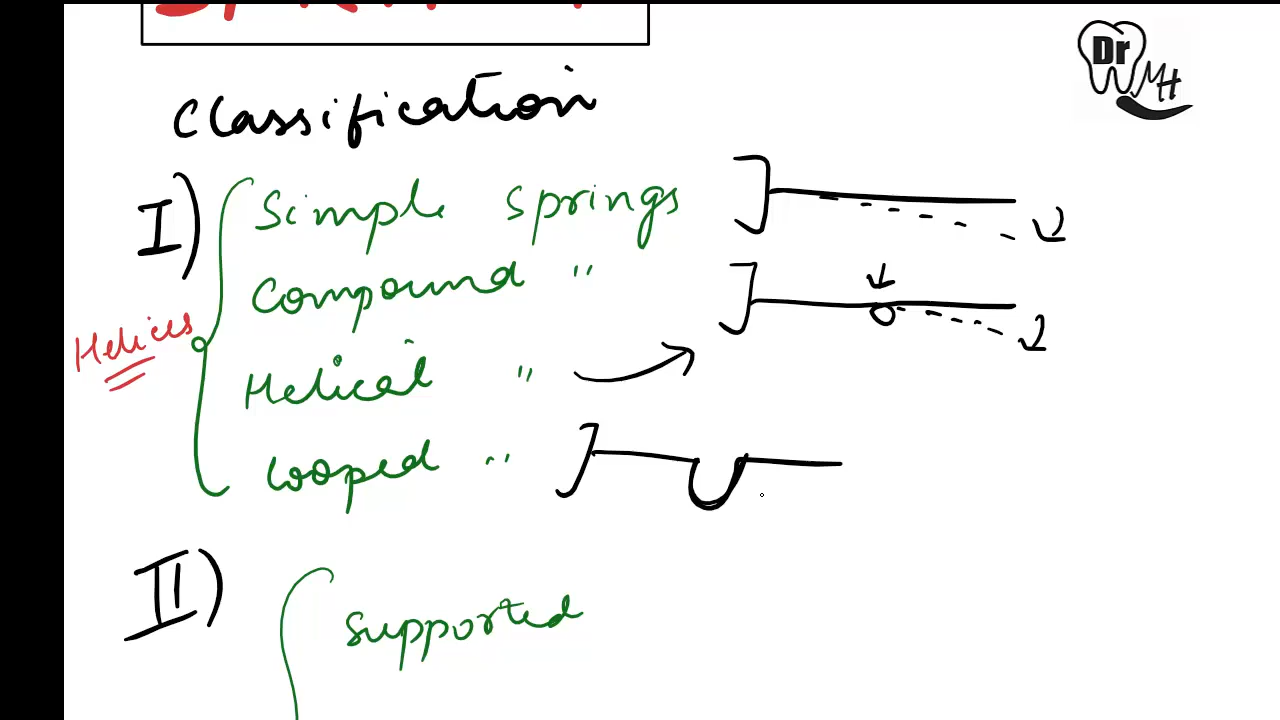 Dr
MH
Classification
I) Simple springs
Compound "
Helices
Helical "
Looped "
II)
Supported